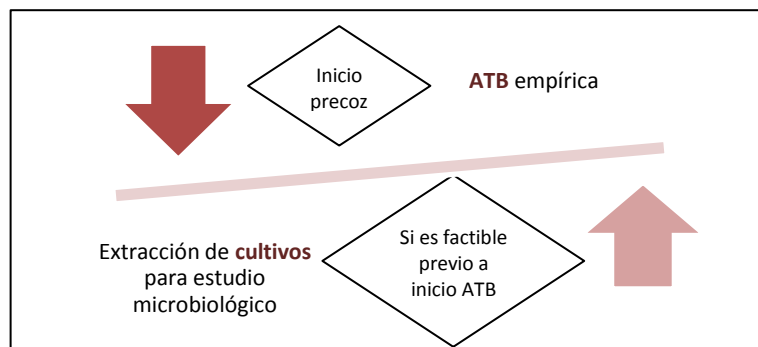 Inicio
precoz
ATB empírica
Extracción de cultivos
para estudio
microbiológico
Si es factible
previo a
inicio ATB